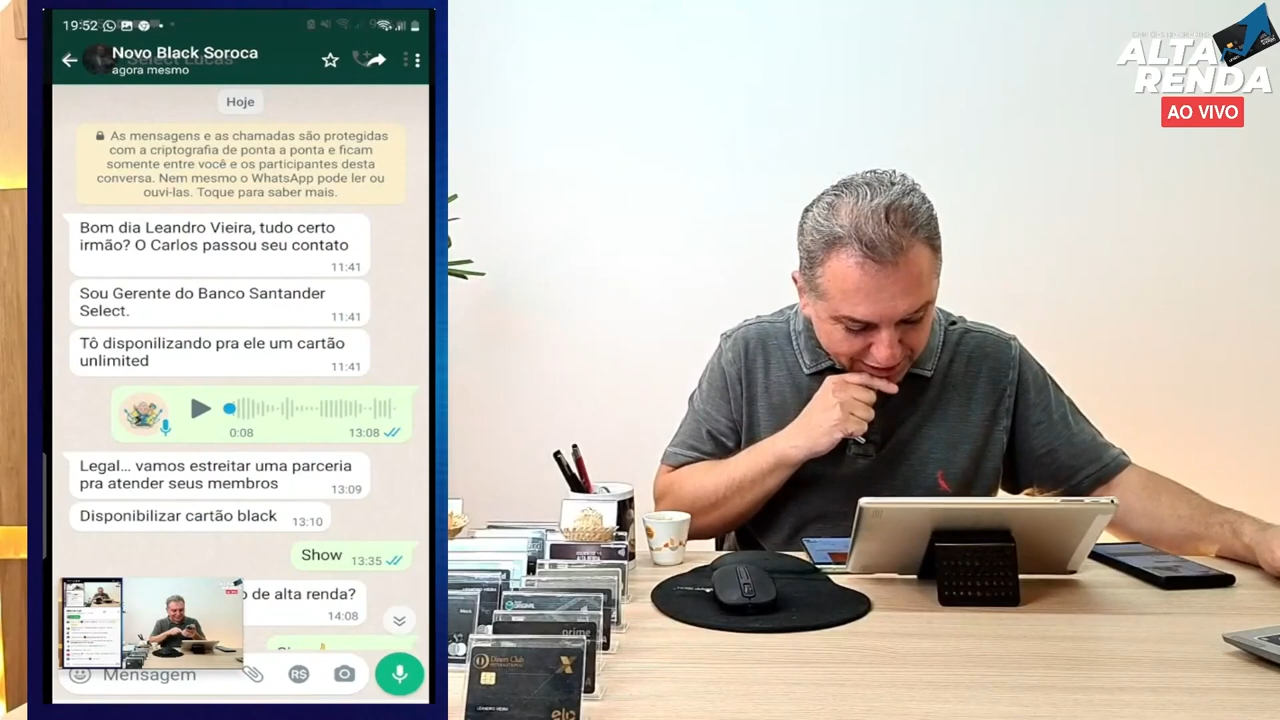 19:52
Novo Black Soroca
agora mesmo
Hoje
As mensagens e as chamadas são protegidas
com a criptografia de ponta a ponta e ficam
somente entre você e os participantes desta
conversa. Nem mesmo o WhatsApp pode ler ou
ouvi-las. Toque para saber mais.
Bom dia Leandro Vieira, tudo certo
irmão? O Carlos passou seu contato
11:41
Sou Gerente do Banco Santander
Select.
11:41
Tô disponilizando pra ele um cartão
unlimited
11:41
0:08
13:08
Legal... vamos estreitar uma parceria
pra atender seus membros
13:09
Disponibilizar cartão black
13:10
Show
13:35
o de alta renda?
14:08
Mensagem
R$
ALTA
RENDA
AO VIVO
ORIGINAL
prime
Diners Club
INTERNATIONAL
LEANDRO VIEIRA
elo